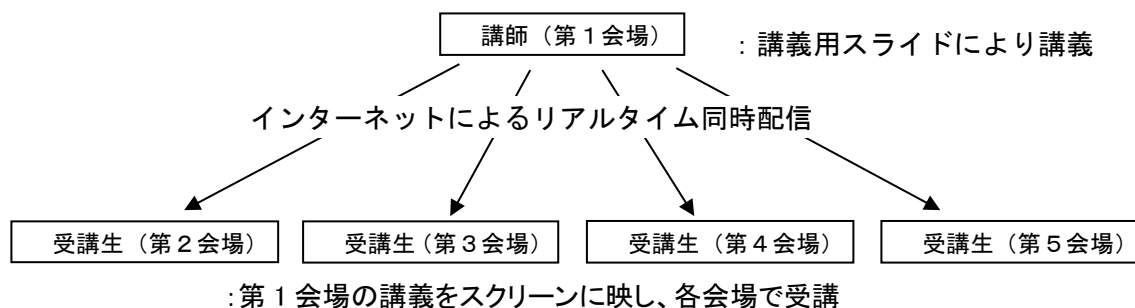 講師（第１会場）
：講義用スライドにより講義
インターネットによるリアルタイム同時配信
受講生（第２会場）
受講生（第３会場）
受講生（第４会場）
受講生（第５会場）
：第１会場の講義をスクリーンに映し、各会場で受講